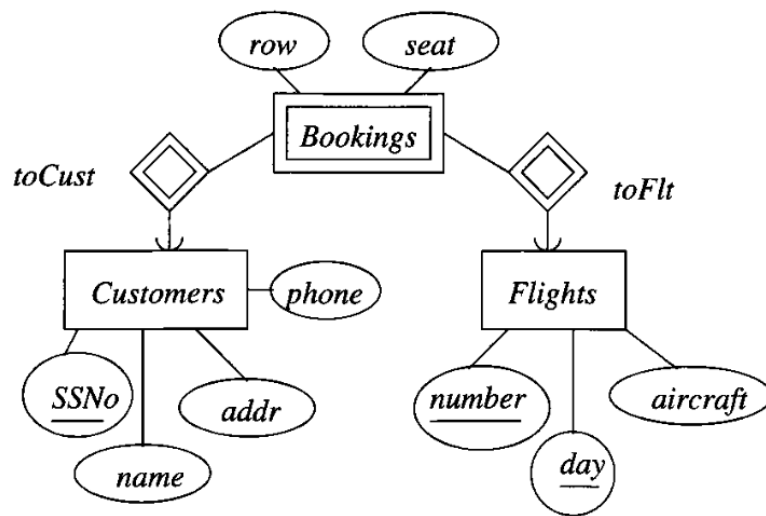 row
seat
Bookings
toCust
toFlt
Customers
phone
Flights
SSNo
addr
number
aircraft
name
day